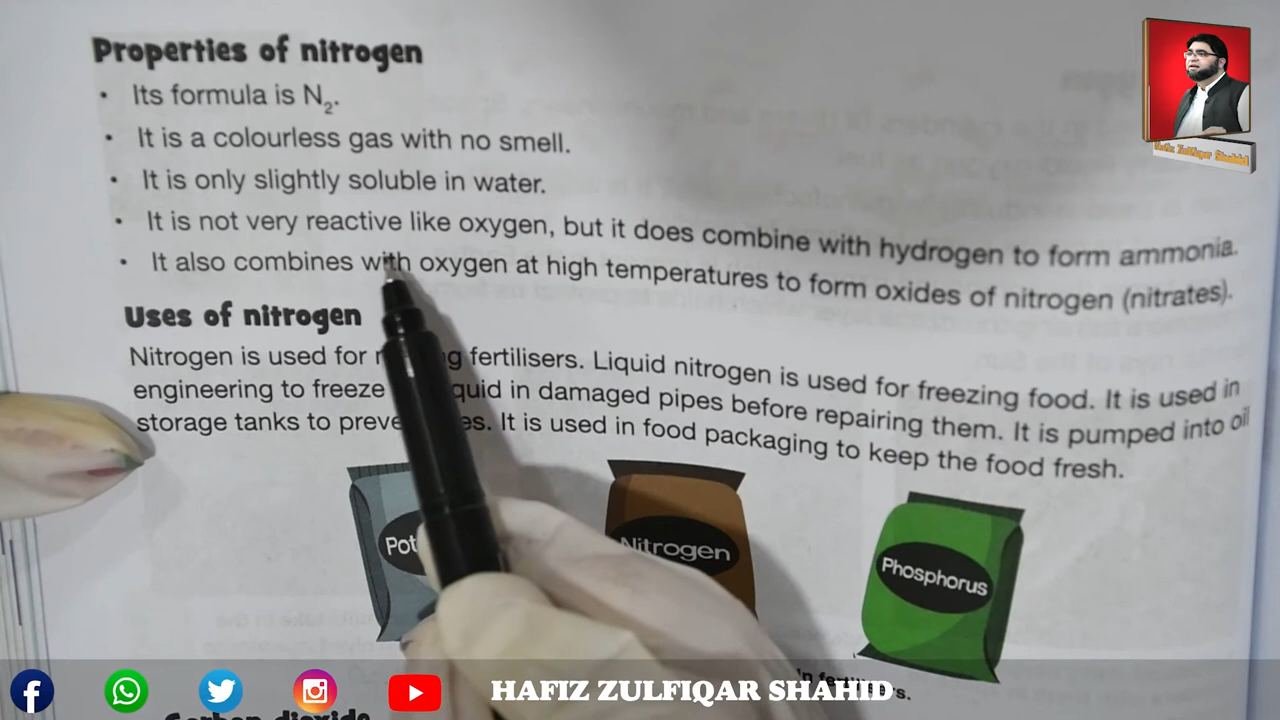 Properties of nitrogen
• Its formula is N₂.
• It is a colourless gas with no smell.
• It is only slightly soluble in water.
• It is not very reactive like oxygen, but it does combine with hydrogen to form ammonia.
• It also combines with oxygen at high temperatures to form oxides of nitrogen (nitrates).
Uses of nitrogen
Nitrogen is used for fertilisers. Liquid nitrogen is used for freezing food. It is used in
engineering to freeze in damaged pipes before repairing them. It is pumped into oil
storage tanks to It is used in food packaging to keep the food fresh.
Nitrogen
Phosphorus
Hafiz Zulfiqar Shahid
HAFIZ ZULFIQAR SHAHID